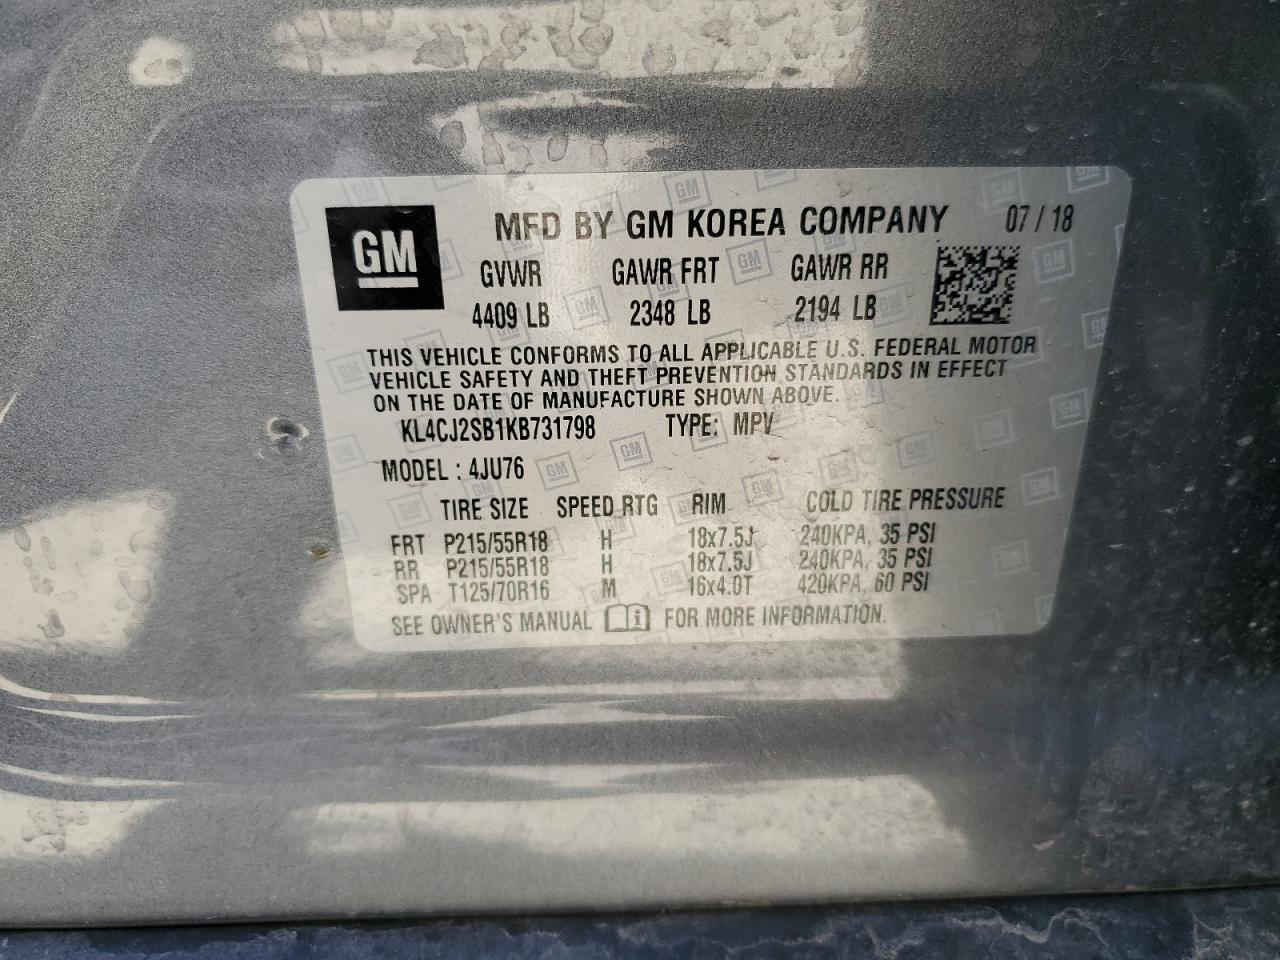 GM
MFD BY GM KOREA COMPANY 07 / 18
GVWR GAWR FRT GAWR RR
4409 LB 2348 LB 2194 LB
THIS VEHICLE CONFORMS TO ALL APPLICABLE U.S. FEDERAL MOTOR
VEHICLE SAFETY AND THEFT PREVENTION STANDARDS IN EFFECT
ON THE DATE OF MANUFACTURE SHOWN ABOVE.
KL4CJ2SB1KB731798 TYPE: MPV
MODEL : 4JU76
TIRE SIZE SPEED RTG RIM COLD TIRE PRESSURE
FRT P215/55R18 H 18x7.5J 240KPA, 35 PSI
RR P215/55R18 H 18x7.5J 240KPA, 35 PSI
SPA T125/70R16 M 16x4.0T 420KPA, 60 PSI
SEE OWNER'S MANUAL i FOR MORE INFORMATION.